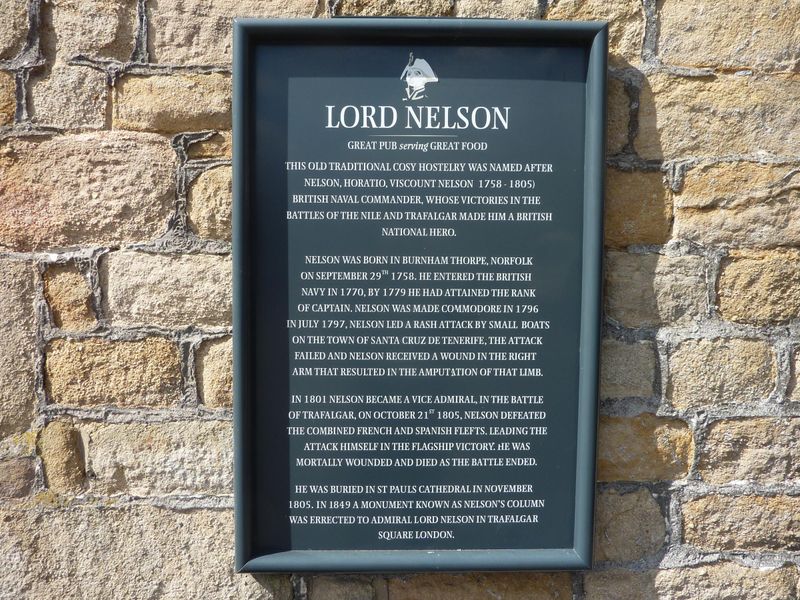 LORD NELSON
GREAT PUB serving GREAT FOOD
THIS OLD TRADITIONAL COSY HOSTELRY WAS NAMED AFTER
NELSON, HORATIO, VISCOUNT NELSON 1758 - 1805)
BRITISH NAVAL COMMANDER, WHOSE VICTORIES IN THE
BATTLES OF THE NILE AND TRAFALGAR MADE HIM A BRITISH
NATIONAL HERO.
NELSON WAS BORN IN BURNHAM THORPE, NORFOLK
ON SEPTEMBER 29TH 1758. HE ENTERED THE BRITISH
NAVY IN 1770, BY 1779 HE HAD ATTAINED THE RANK
OF CAPTAIN. NELSON WAS MADE COMMODORE IN 1796
IN JULY 1797, NELSON LED A RASH ATTACK BY SMALL BOATS
ON THE TOWN OF SANTA CRUZ DE TENERIFE, THE ATTACK
FAILED AND NELSON RECEIVED A WOUND IN THE RIGHT
ARM THAT RESULTED IN THE AMPUTATION OF THAT LIMB.
IN 1801 NELSON BECAME A VICE ADMIRAL, IN THE BATTLE
OF TRAFALGAR, ON OCTOBER 21ST 1805, NELSON DEFEATED
THE COMBINED FRENCH AND SPANISH FLEETS, LEADING THE
ATTACK HIMSELF IN THE FLAGSHIP VICTORY. HE WAS
MORTALLY WOUNDED AND DIED AS THE BATTLE ENDED.
HE WAS BURIED IN ST PAULS CATHEDRAL IN NOVEMBER
1805. IN 1849 A MONUMENT KNOWN AS NELSON'S COLUMN
WAS ERRECTED TO ADMIRAL LORD NELSON IN TRAFALGAR
SQUARE LONDON.